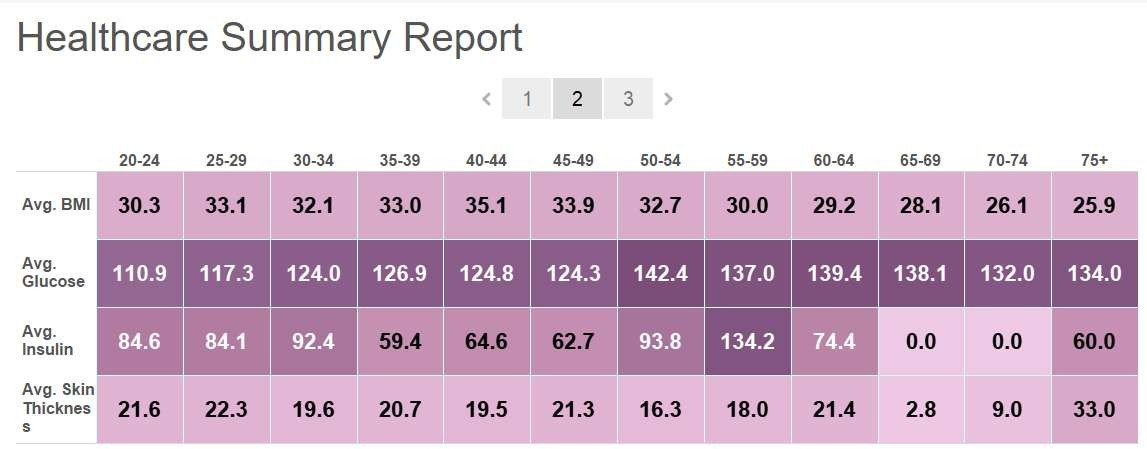 Healthcare Summary Report
< 1 2 3 >
20-24 25-29 30-34 35-39 40-44 45-49 50-54 55-59 60-64 65-69 70-74 75+
Avg. BMI 30.3 33.1 32.1 33.0 35.1 33.9 32.7 30.0 29.2 28.1 26.1 25.9
Avg.
Glucose 110.9 117.3 124.0 126.9 124.8 124.3 142.4 137.0 139.4 138.1 132.0 134.0
Avg.
Insulin 84.6 84.1 92.4 59.4 64.6 62.7 93.8 134.2 74.4 0.0 0.0 60.0
Avg. Skin
Thicknes
s 21.6 22.3 19.6 20.7 19.5 21.3 16.3 18.0 21.4 2.8 9.0 33.0